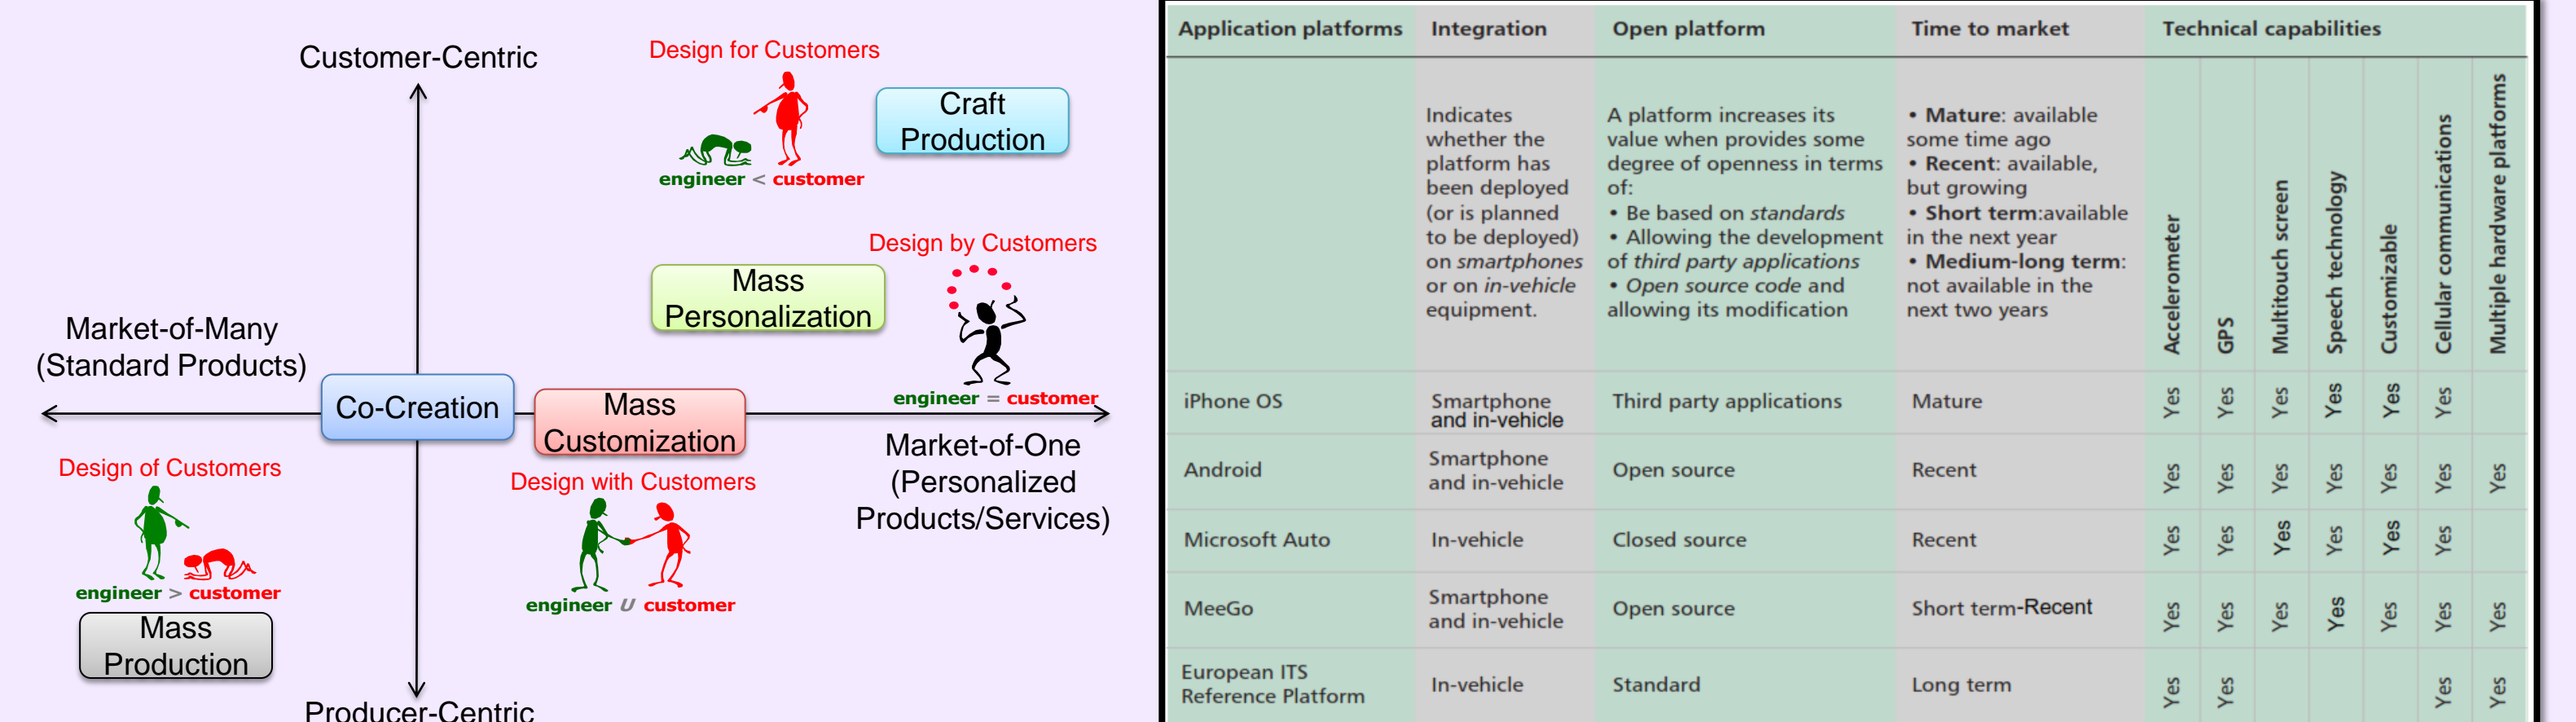 Customer-Centric
Design for Customers
Craft
Production
engineer < customer
Design by Customers
Mass
Personalization
Market-of-Many
(Standard Products)
Co-Creation
Mass
Customization
engineer = customer
Market-of-One
(Personalized
Products/Services)
Design of Customers
Design with Customers
engineer > customer
engineer U customer
Mass
Production
Producer-Centric
Application platforms Integration Open platform Time to market Technical capabilities
Indicates
whether the
platform has
been deployed
(or is planned
to be deployed)
on smartphones
or on in-vehicle
equipment.
A platform increases its
value when provides some
degree of openness in terms
of:
• Be based on standards
• Allowing the development
of third party applications
• Open source code and
allowing its modification
• Mature: available
some time ago
• Recent: available,
but growing
• Short term:available
in the next year
• Medium-long term:
not available in the
next two years
Accelerometer
GPS
Multitouch screen
Speech technology
Customizable
Cellular communications
Multiple hardware platforms
iPhone OS
Smartphone
and in-vehicle
Third party applications
Mature
Yes Yes Yes Yes Yes Yes
Android
Smartphone
and in-vehicle
Open source
Recent
Yes Yes Yes Yes Yes Yes Yes
Microsoft Auto
In-vehicle
Closed source
Recent
Yes Yes Yes Yes Yes Yes
MeeGo
Smartphone
and in-vehicle
Open source
Short term-Recent
Yes Yes Yes Yes Yes Yes Yes
European ITS
Reference Platform
In-vehicle
Standard
Long term
Yes Yes Yes Yes